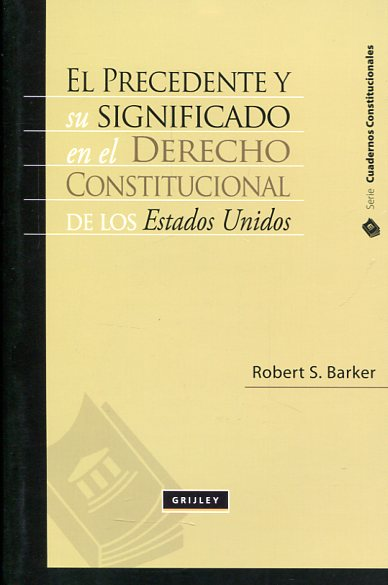 EL PRECEDENTE Y
su SIGNIFICADO
en el DERECHO
CONSTITUCIONAL
DE LOS Estados Unidos
Serie Cuadernos Constitucionales
Robert S. Barker
GRIJLEY